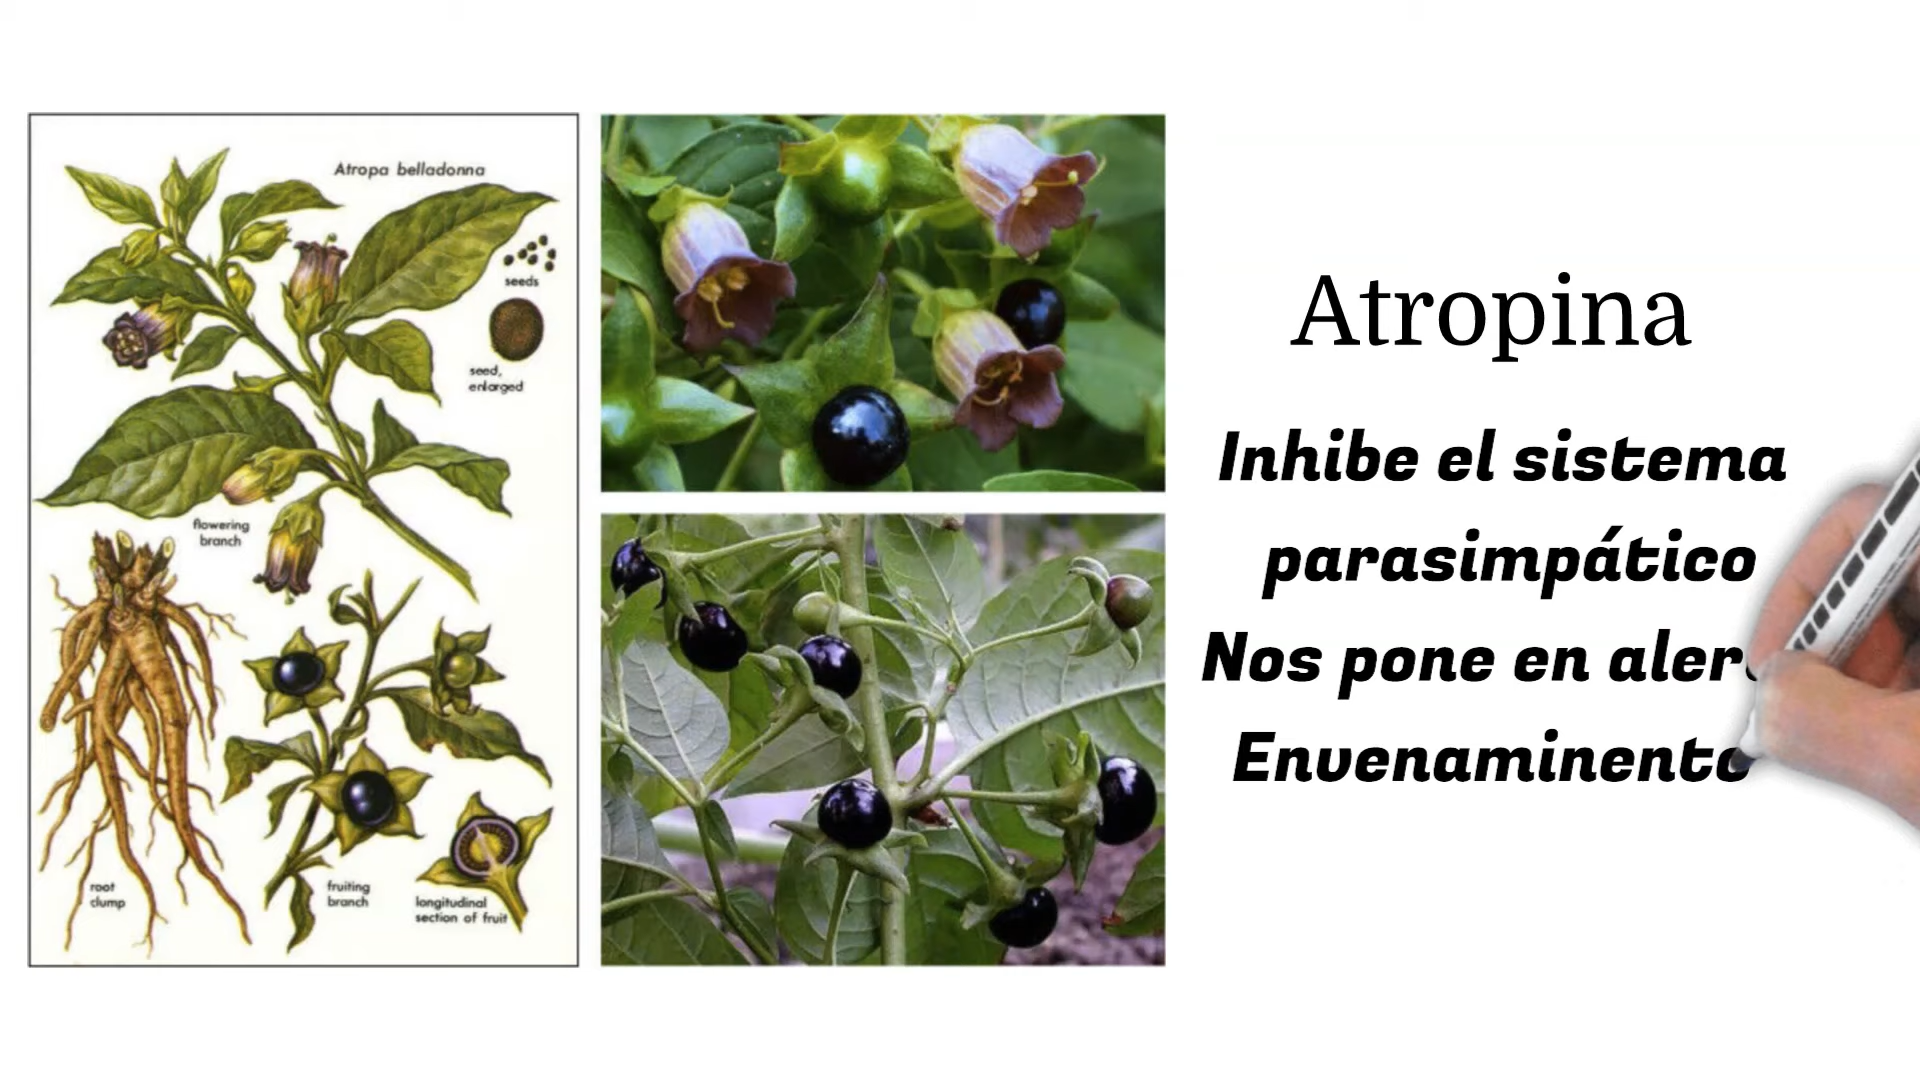 Atropa belladonna
seeds
seed,
enlarged
flowering
branch
root
clump
fruiting
branch
longitudinal
section of fruit
Atropina
Inhibe el sistema
parasimpático
Nos pone en
Envenaminento